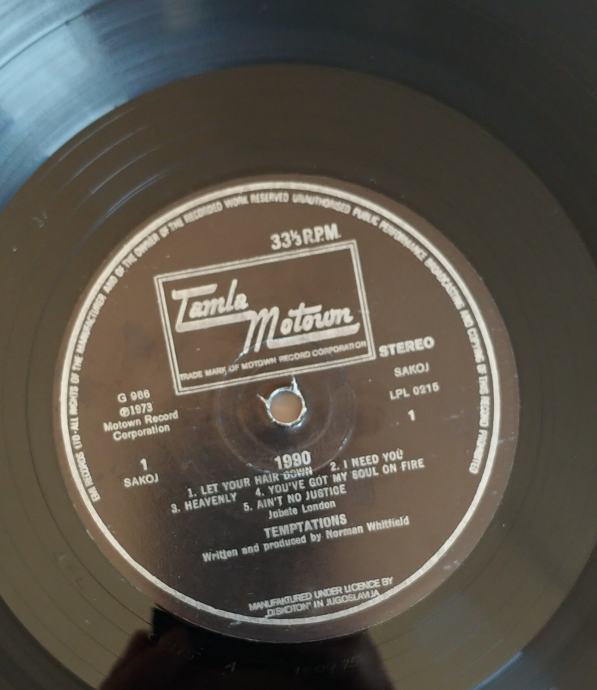 EMI RECORDS LTD·ALL RIGHTS OF THE MANUFACTURER AND OF THE OWNER OF THE RECORDED WORK RESERVED UNAUTHORISED PUBLIC PERFORMANCE BROADCASTING AND COPYING OF THIS RECORD PROHIBITED
33⅓ R.P.M.
Tamla
Motown
TRADE MARK OF MOTOWN RECORD CORPORATION
STEREO
SAKOJ
LPL 0215
1
G 986
℗1973
Motown Record
Corporation
1
SAKOJ
1990
1. LET YOUR HAIR DOWN 2. I NEED YOU
3. HEAVENLY 4. YOU'VE GOT MY SOUL ON FIRE
5. AIN'T NO JUSTICE
Jobete London
TEMPTATIONS
Written and produced by Norman Whitfield
MANUFAKTURED UNDER LICENCE BY
„DISKOTON" IN JUGOSLAVIJA